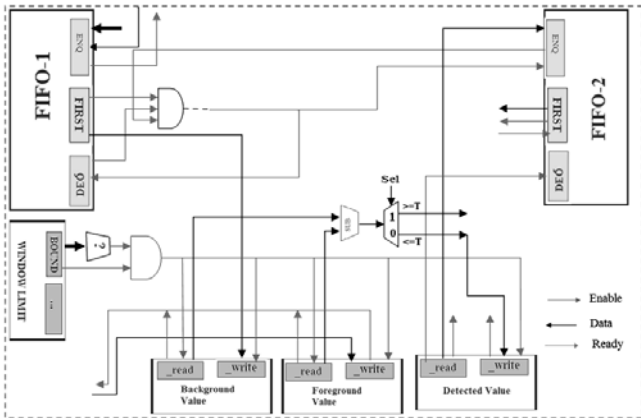 FIFO-1
ENQ
FIRST
DEQ
FIFO-2
ENQ
FIRST
DEQ
Sel
1
0
>=T
<=T
SUB
WINDOW LIMIT
BOUND
...
?
Enable
Data
Ready
_read
_write
Background
Value
_read
_write
Foreground
Value
_read
_write
Detected Value